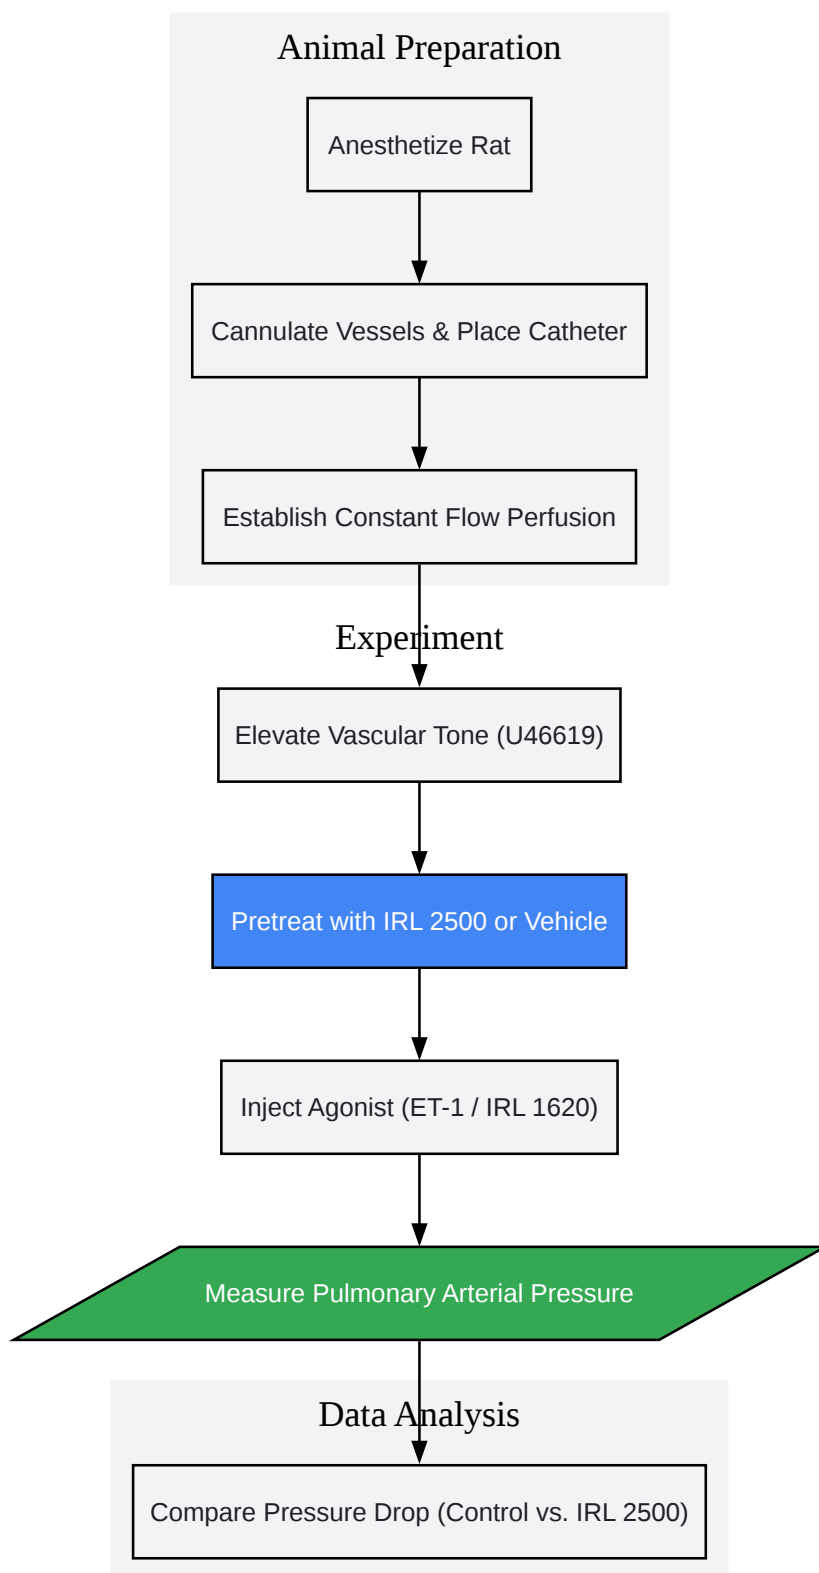 Animal Preparation
Anesthetize Rat
Cannulate Vessels & Place Catheter
Establish Constant Flow Perfusion
Experiment
Elevate Vascular Tone (U46619)
Pretreat with IRL 2500 or Vehicle
Inject Agonist (ET-1 / IRL 1620)
Measure Pulmonary Arterial Pressure
Data Analysis
Compare Pressure Drop (Control vs. IRL 2500)